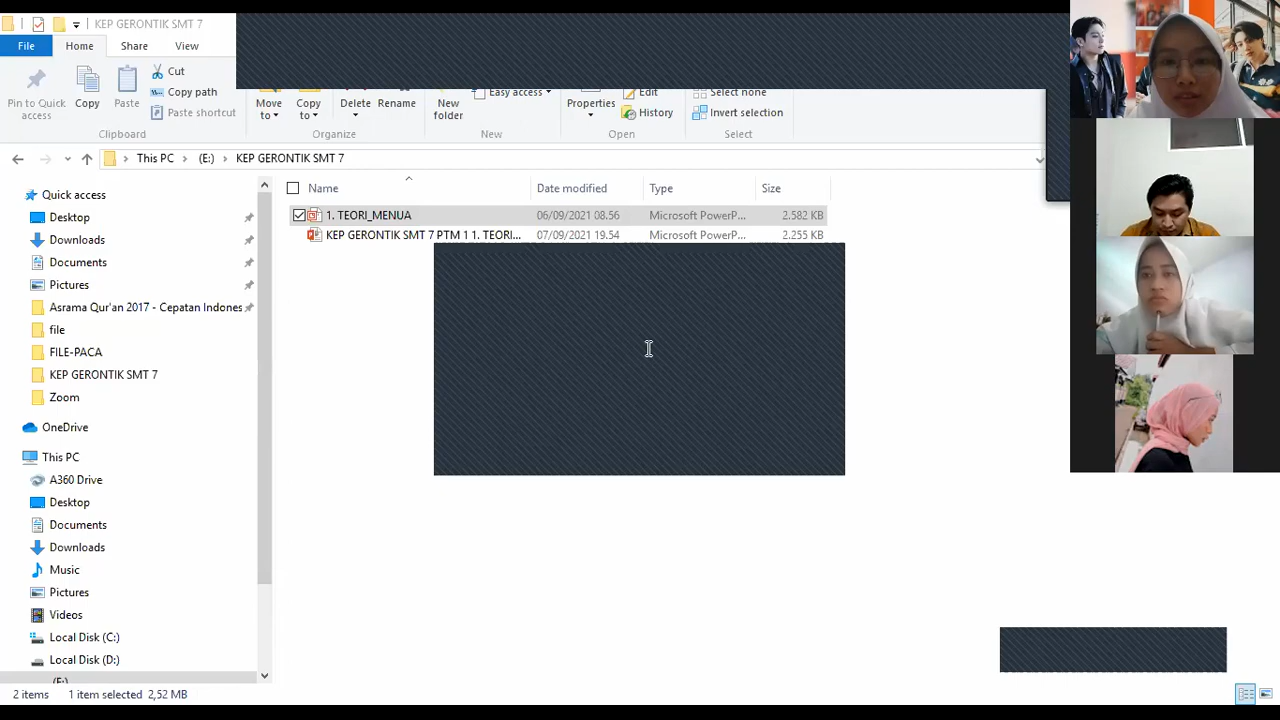 KEP GERONTIK SMT 7
File Home Share View
Pin to Quick access
Copy
Paste
Cut
Copy path
Paste shortcut
Move to
Copy to
Delete
Rename
New folder
Easy access
Properties
Edit
History
Select none
Invert selection
Clipboard Organize New Open Select
This PC (E:) KEP GERONTIK SMT 7
Name Date modified Type Size
1. TEORI_MENUA 06/09/2021 08.56 Microsoft PowerP... 2.582 KB
KEP GERONTIK SMT 7 PTM 1 1. TEORI... 07/09/2021 19.54 Microsoft PowerP... 2.255 KB
Quick access
Desktop
Downloads
Documents
Pictures
Asrama Qur'an 2017 - Cepatan Indones
file
FILE-PACA
KEP GERONTIK SMT 7
Zoom
OneDrive
This PC
A360 Drive
Desktop
Documents
Downloads
Music
Pictures
Videos
Local Disk (C:)
Local Disk (D:)
(E:)
2 items 1 item selected 2,52 MB